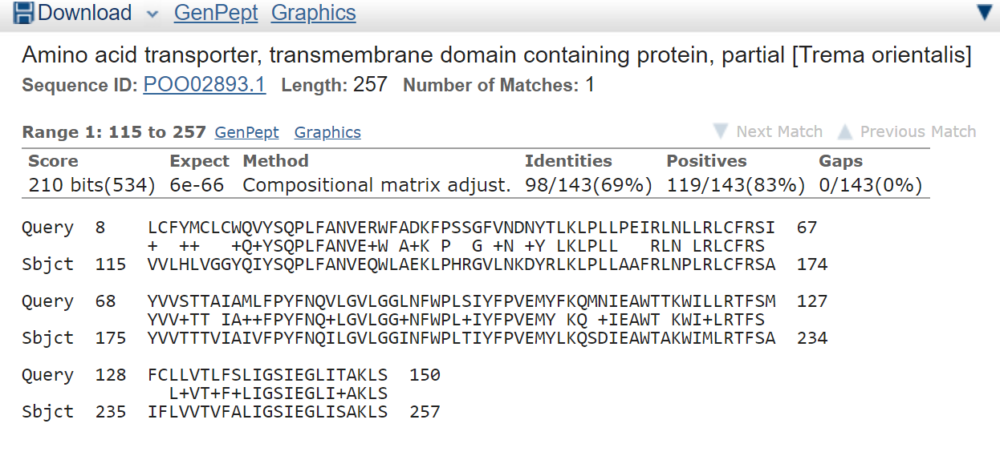 Download GenPept Graphics
Amino acid transporter, transmembrane domain containing protein, partial [Trema orientalis]
Sequence ID: POO02893.1 Length: 257 Number of Matches: 1
Range 1: 115 to 257 GenPept Graphics Next Match Previous Match
Score Expect Method Identities Positives Gaps
210 bits(534) 6e-66 Compositional matrix adjust. 98/143(69%) 119/143(83%) 0/143(0%)
Query 8 LCFYMCLCWQVYSQPLFANVERWFADKFPSSGFVNDNYTLKLPLLPEIRLNLLRLCFRSI 67
+ ++ +Q+YSQPLFANVE+W A+K P G +N +Y LKLPLL RLN LRLCFRS
Sbjct 115 VVLHLVGGYQIYSQPLFANVEQWLAEKLPHRGVLNKDYRLKLPLLAAFRLNPLRLCFRSA 174
Query 68 YVVSTTAIAMLFPYFNQVLGVLGGLNFWPLSIYFPVEMYFKQMNIEAWTTKWILLRTFSM 127
YVV+TT IA++FPYFNQ+LGVLGG+NFWPL+IYFPVEMY KQ +IEAWT KWI+LRTFS
Sbjct 175 YVVTTTVIAIVFPYFNQILGVLGGINFWPLTIYFPVEMYLKQSDIEAWTAKWIMLRTFSA 234
Query 128 FCLLVTLFSLIGSIEGLITAKLS 150
L+VT+F+LIGSIEGLI+AKLS
Sbjct 235 IFLVVTVFALIGSIEGLISAKLS 257